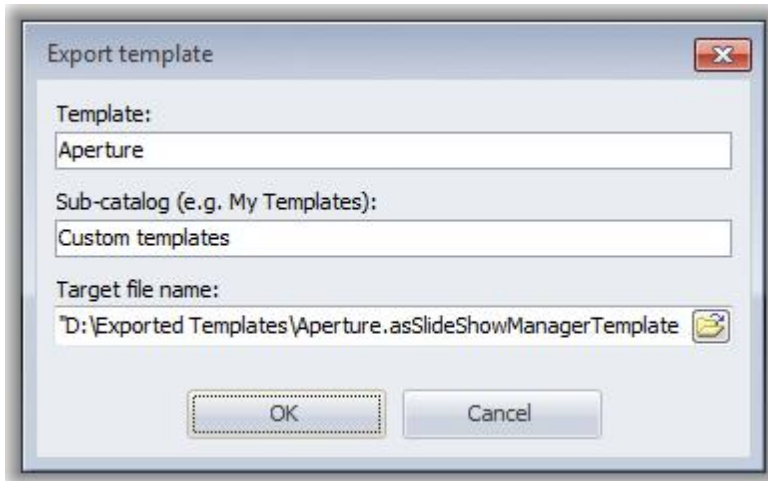 Export template
Template:
Aperture
Sub-catalog (e.g. My Templates):
Custom templates
Target file name:
"D:\Exported Templates\Aperture.asSlideShowManagerTemplate
OK
Cancel